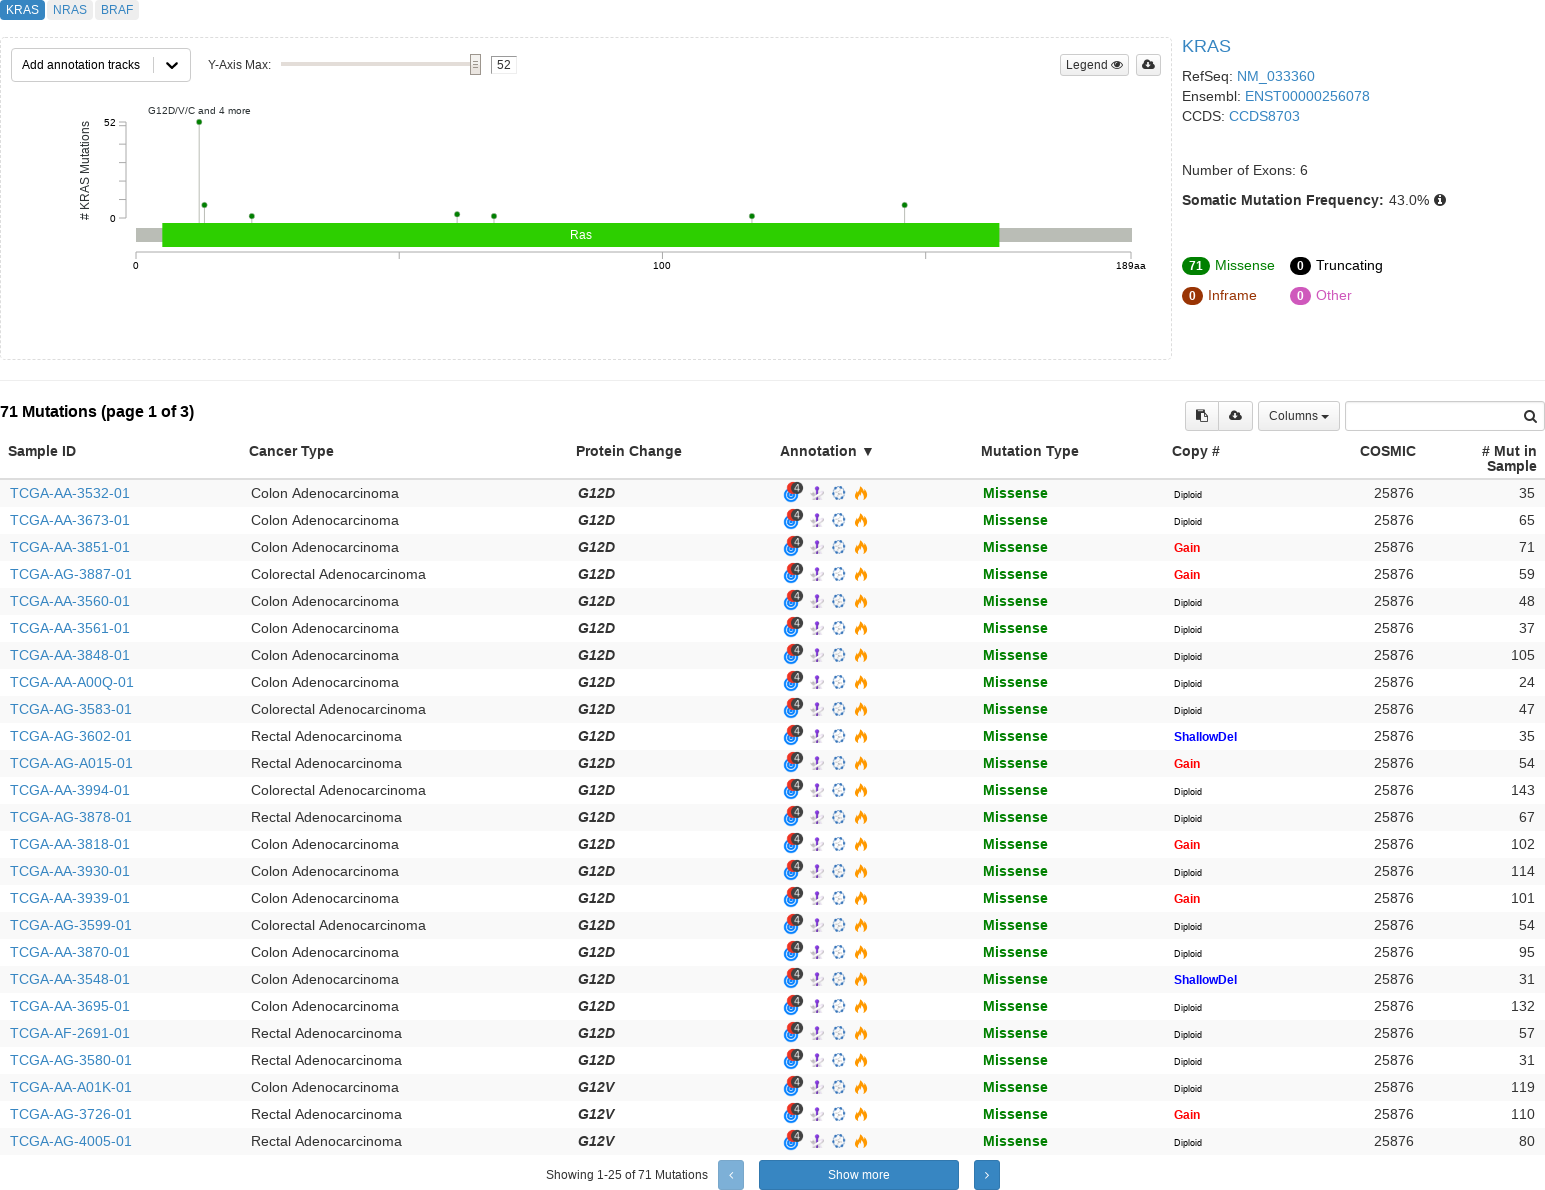 KRAS NRAS BRAF
Add annotation tracks
Y-Axis Max: 52
Legend
G12D/V/C and 4 more
# KRAS Mutations
52
0
Ras
0 100 189aa
KRAS
RefSeq: NM_033360
Ensembl: ENST00000256078
CCDS: CCDS8703
Number of Exons: 6
Somatic Mutation Frequency: 43.0%
71 Missense 0 Truncating
0 Inframe 0 Other
71 Mutations (page 1 of 3)
Columns
Sample ID Cancer Type Protein Change Annotation ▼ Mutation Type Copy # COSMIC # Mut in
Sample
TCGA-AA-3532-01 Colon Adenocarcinoma G12D 4 Missense Diploid 25876 35
TCGA-AA-3673-01 Colon Adenocarcinoma G12D 4 Missense Diploid 25876 65
TCGA-AA-3851-01 Colon Adenocarcinoma G12D 4 Missense Gain 25876 71
TCGA-AG-3887-01 Colorectal Adenocarcinoma G12D 4 Missense Gain 25876 59
TCGA-AA-3560-01 Colon Adenocarcinoma G12D 4 Missense Diploid 25876 48
TCGA-AA-3561-01 Colon Adenocarcinoma G12D 4 Missense Diploid 25876 37
TCGA-AA-3848-01 Colon Adenocarcinoma G12D 4 Missense Diploid 25876 105
TCGA-AA-A00Q-01 Colon Adenocarcinoma G12D 4 Missense Diploid 25876 24
TCGA-AG-3583-01 Colorectal Adenocarcinoma G12D 4 Missense Diploid 25876 47
TCGA-AG-3602-01 Rectal Adenocarcinoma G12D 4 Missense ShallowDel 25876 35
TCGA-AG-A015-01 Rectal Adenocarcinoma G12D 4 Missense Gain 25876 54
TCGA-AA-3994-01 Colorectal Adenocarcinoma G12D 4 Missense Diploid 25876 143
TCGA-AG-3878-01 Rectal Adenocarcinoma G12D 4 Missense Diploid 25876 67
TCGA-AA-3818-01 Colon Adenocarcinoma G12D 4 Missense Gain 25876 102
TCGA-AA-3930-01 Colon Adenocarcinoma G12D 4 Missense Diploid 25876 114
TCGA-AA-3939-01 Colon Adenocarcinoma G12D 4 Missense Gain 25876 101
TCGA-AG-3599-01 Colorectal Adenocarcinoma G12D 4 Missense Diploid 25876 54
TCGA-AA-3870-01 Colon Adenocarcinoma G12D 4 Missense Diploid 25876 95
TCGA-AA-3548-01 Colon Adenocarcinoma G12D 4 Missense ShallowDel 25876 31
TCGA-AA-3695-01 Colon Adenocarcinoma G12D 4 Missense Diploid 25876 132
TCGA-AF-2691-01 Rectal Adenocarcinoma G12D 4 Missense Diploid 25876 57
TCGA-AG-3580-01 Rectal Adenocarcinoma G12D 4 Missense Diploid 25876 31
TCGA-AA-A01K-01 Colon Adenocarcinoma G12V 4 Missense Diploid 25876 119
TCGA-AG-3726-01 Rectal Adenocarcinoma G12V 4 Missense Gain 25876 110
TCGA-AG-4005-01 Rectal Adenocarcinoma G12V 4 Missense Diploid 25876 80
Showing 1-25 of 71 Mutations ‹ Show more ›